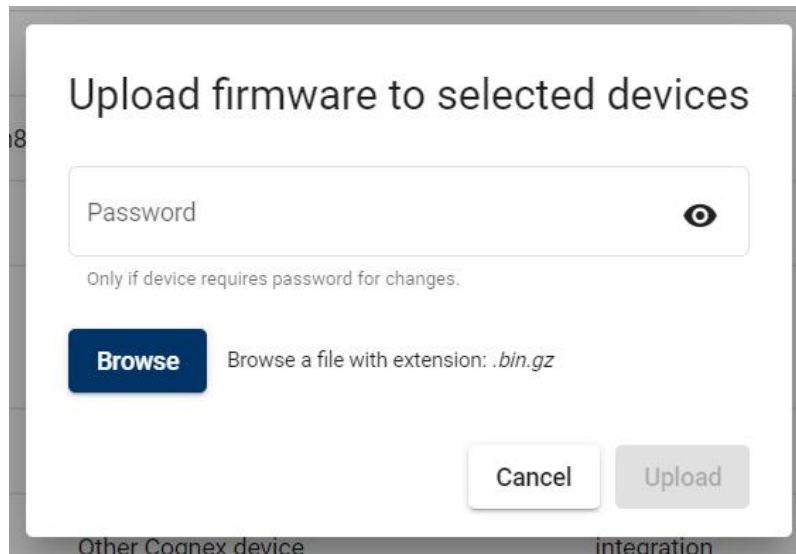 Upload firmware to selected devices
Password
Only if device requires password for changes.
Browse Browse a file with extension: .bin.gz
Cancel Upload
Other Cognex device integration